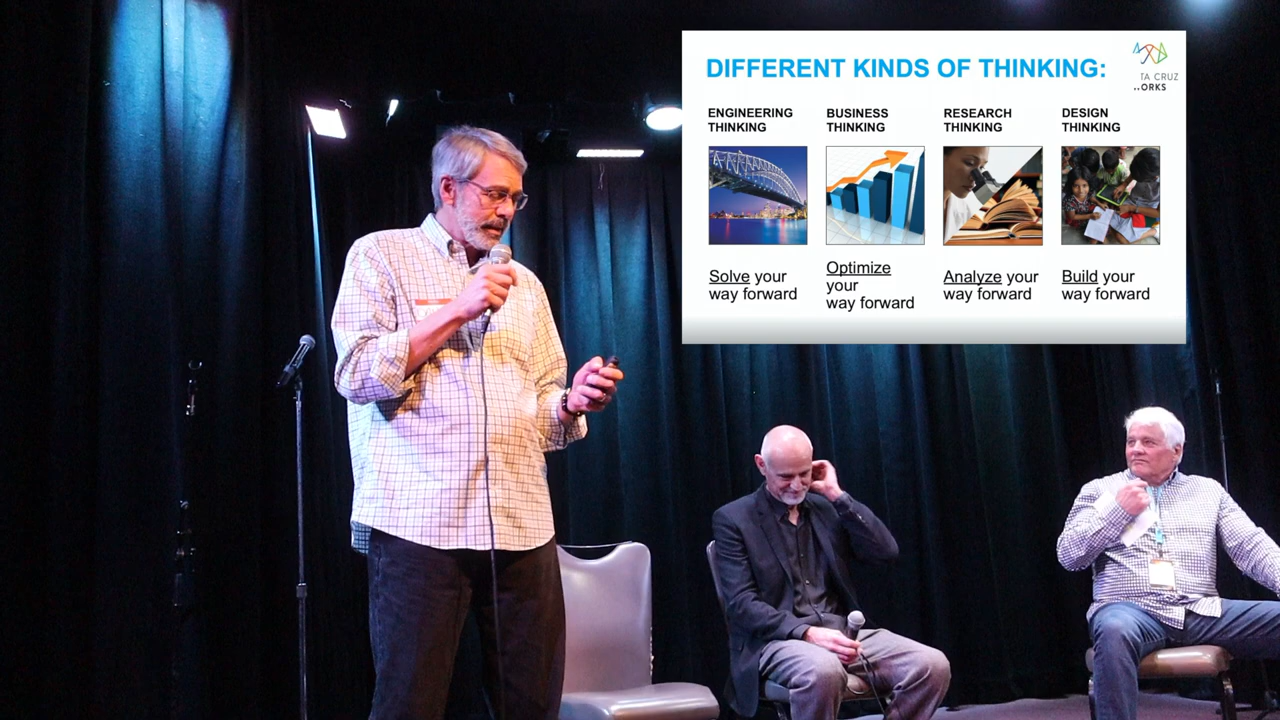 DIFFERENT KINDS OF THINKING:
TA CRUZ
ORKS
ENGINEERING
THINKING
BUSINESS
THINKING
RESEARCH
THINKING
DESIGN
THINKING
Solve your
way forward
Optimize
your
way forward
Analyze your
way forward
Build your
way forward